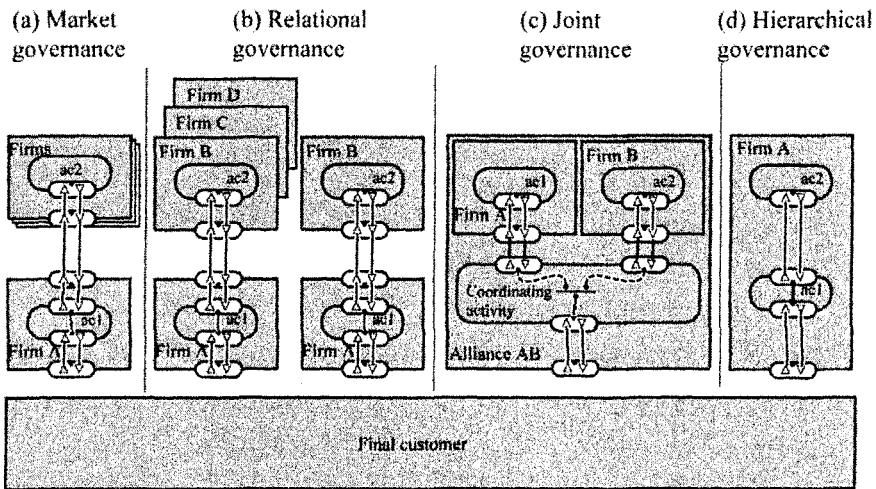 (a) Market
governance
(b) Relational
governance
(c) Joint
governance
(d) Hierarchical
governance
Firms
ac2
ac1
Firm A
Firm D
Firm C
Firm B
ac2
ac1
Firm A
Firm B
ac2
ac1
Firm A
ac1
Firm A
Firm B
ac2
Coordinating
activity
Alliance AB
Firm A
ac2
ac1
Final customer